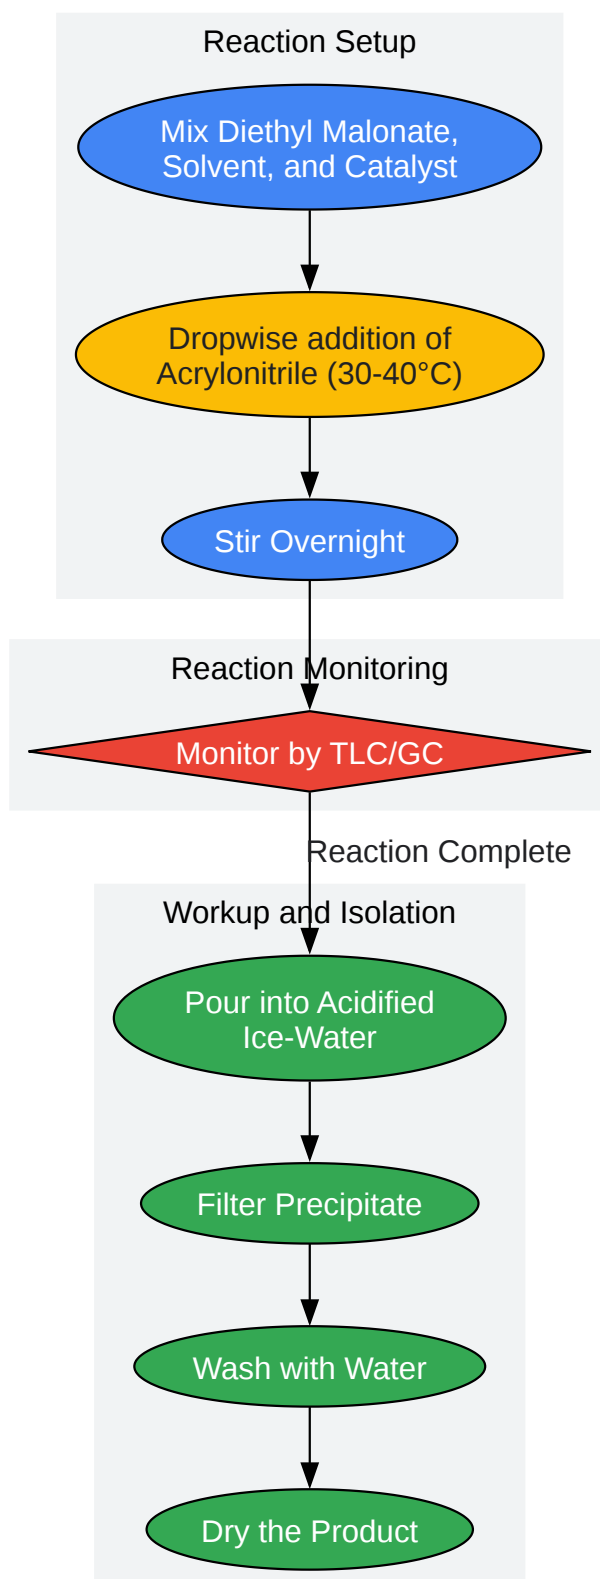 Reaction Setup
Mix Diethyl Malonate,
Solvent, and Catalyst
Dropwise addition of
Acrylonitrile (30-40°C)
Stir Overnight
Reaction Monitoring
Monitor by TLC/GC
Reaction Complete
Workup and Isolation
Pour into Acidified
Ice-Water
Filter Precipitate
Wash with Water
Dry the Product